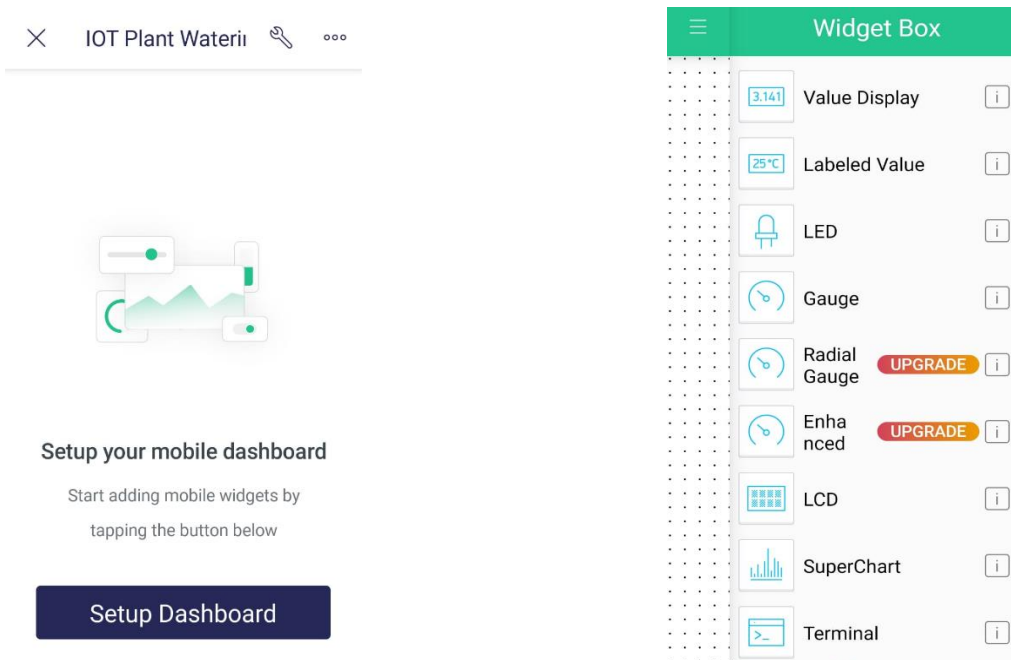 IOT Plant Waterii
Setup your mobile dashboard
Start adding mobile widgets by
tapping the button below
Setup Dashboard
Widget Box
3.141
Value Display
i
25°C
Labeled Value
i
LED
i
Gauge
i
Radial
Gauge
UPGRADE
i
Enha
nced
UPGRADE
i
LCD
i
SuperChart
i
>_
Terminal
i